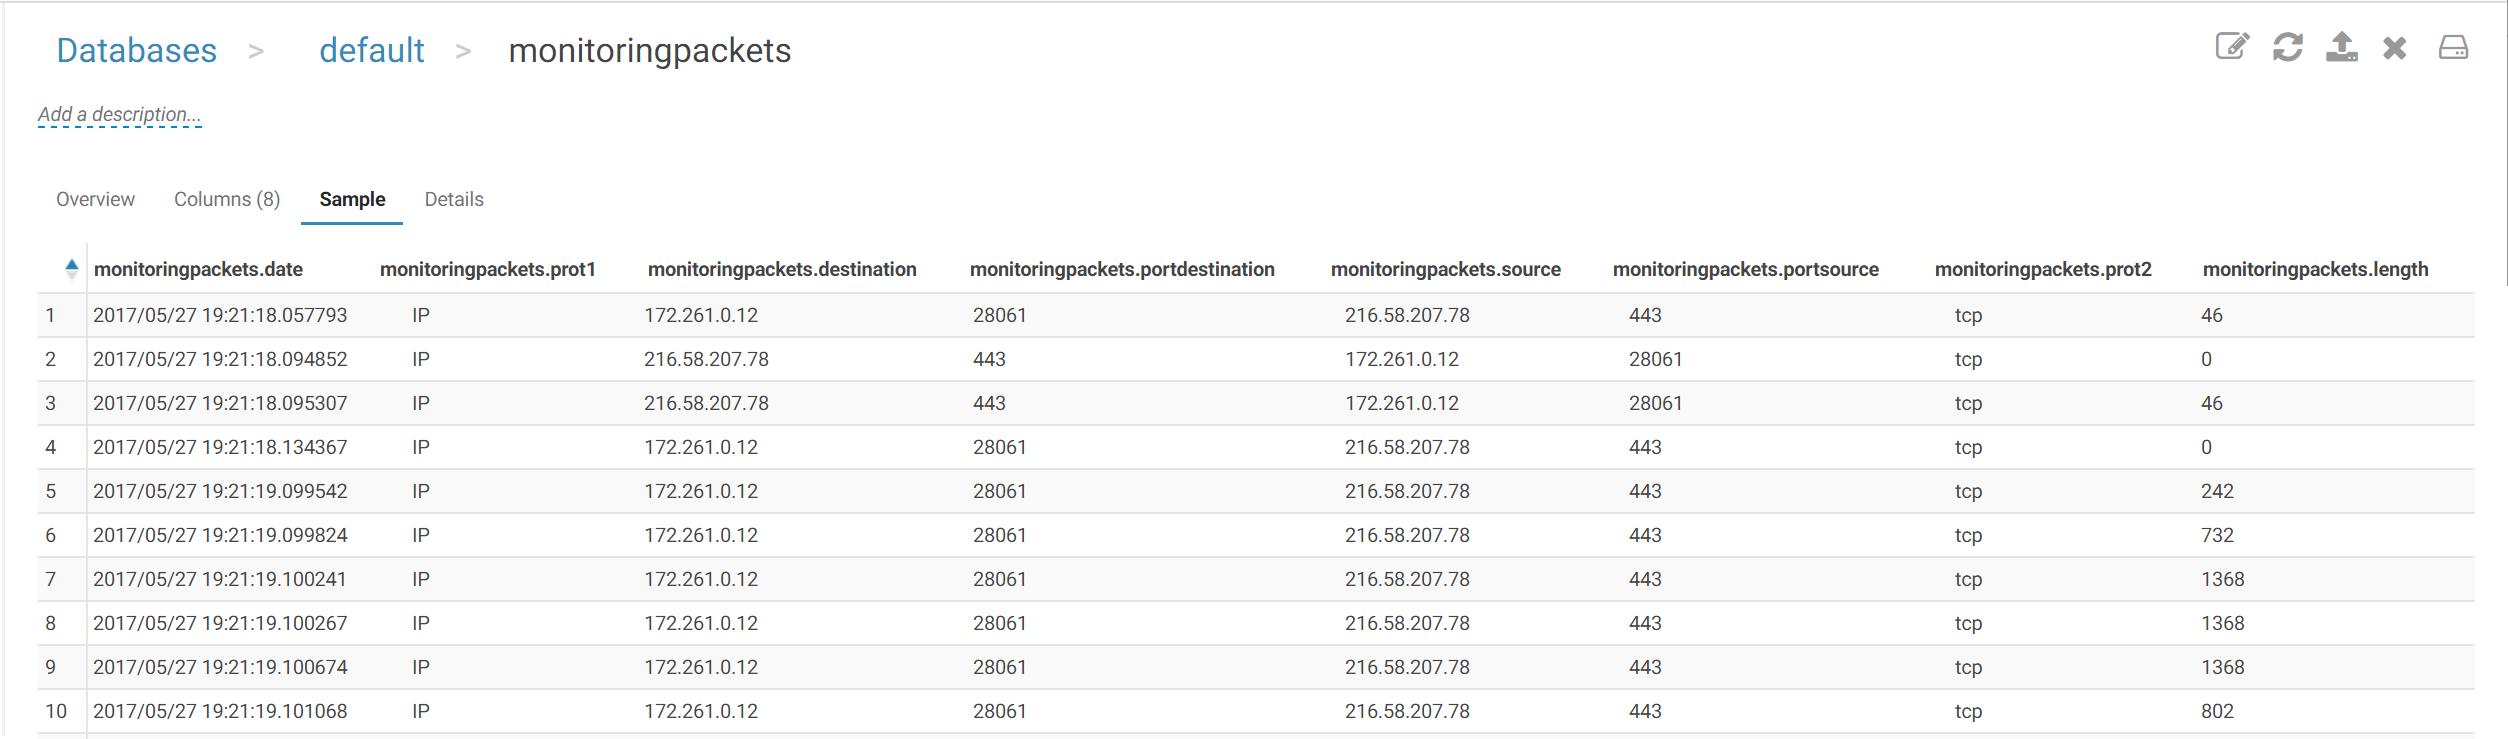 Databases > default > monitoringpackets
Add a description...
Overview Columns (8) Sample Details
monitoringpackets.date monitoringpackets.prot1 monitoringpackets.destination monitoringpackets.portdestination monitoringpackets.source monitoringpackets.portsource monitoringpackets.prot2 monitoringpackets.length
1 2017/05/27 19:21:18.057793 IP 172.261.0.12 28061 216.58.207.78 443 tcp 46
2 2017/05/27 19:21:18.094852 IP 216.58.207.78 443 172.261.0.12 28061 tcp 0
3 2017/05/27 19:21:18.095307 IP 216.58.207.78 443 172.261.0.12 28061 tcp 46
4 2017/05/27 19:21:18.134367 IP 172.261.0.12 28061 216.58.207.78 443 tcp 0
5 2017/05/27 19:21:19.099542 IP 172.261.0.12 28061 216.58.207.78 443 tcp 242
6 2017/05/27 19:21:19.099824 IP 172.261.0.12 28061 216.58.207.78 443 tcp 732
7 2017/05/27 19:21:19.100241 IP 172.261.0.12 28061 216.58.207.78 443 tcp 1368
8 2017/05/27 19:21:19.100267 IP 172.261.0.12 28061 216.58.207.78 443 tcp 1368
9 2017/05/27 19:21:19.100674 IP 172.261.0.12 28061 216.58.207.78 443 tcp 1368
10 2017/05/27 19:21:19.101068 IP 172.261.0.12 28061 216.58.207.78 443 tcp 802